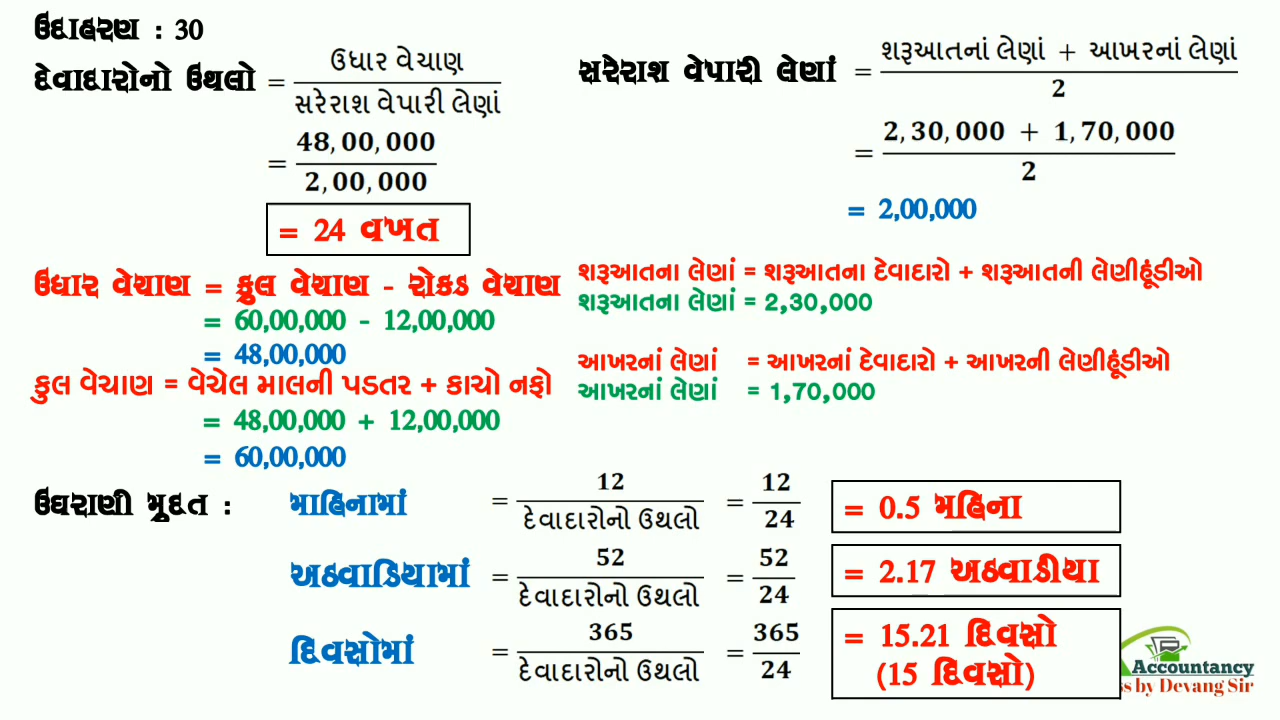 ઉદાહરણ : 30
દેવાદારોનો ઉથલો = ઉધાર વેચાણ / સરેરાશ વેપારી લેણાં
= 48,00,000 / 2,00,000
= 24 વખત
સરેરાશ વેપારી લેણાં = શરૂઆતનાં લેણાં + આખરનાં લેણાં / 2
= 2,30,000 + 1,70,000 / 2
= 2,00,000
ઉધાર વેચાણ = કુલ વેચાણ - રોકડ વેચાણ
= 60,00,000 - 12,00,000
= 48,00,000
કુલ વેચાણ = વેચેલ માલની પડતર + કાચો નફો
= 48,00,000 + 12,00,000
= 60,00,000
શરૂઆતના લેણાં = શરૂઆતના દેવાદારો + શરૂઆતની લેણીહૂંડીઓ
શરૂઆતના લેણાં = 2,30,000
આખરનાં લેણાં = આખરનાં દેવાદારો + આખરની લેણીહૂંડીઓ
આખરનાં લેણાં = 1,70,000
ઉઘરાણી મૂદત : માહિનામાં = 12 / દેવાદારોનો ઉથલો = 12 / 24 = 0.5 મહિના
અઠવાડિયામાં = 52 / દેવાદારોનો ઉથલો = 52 / 24 = 2.17 અઠવાડીયા
દિવસોમાં = 365 / દેવાદારોનો ઉથલો = 365 / 24 = 15.21 દિવસો
(15 દિવસો)
Accountancy
ss by Devang Sir